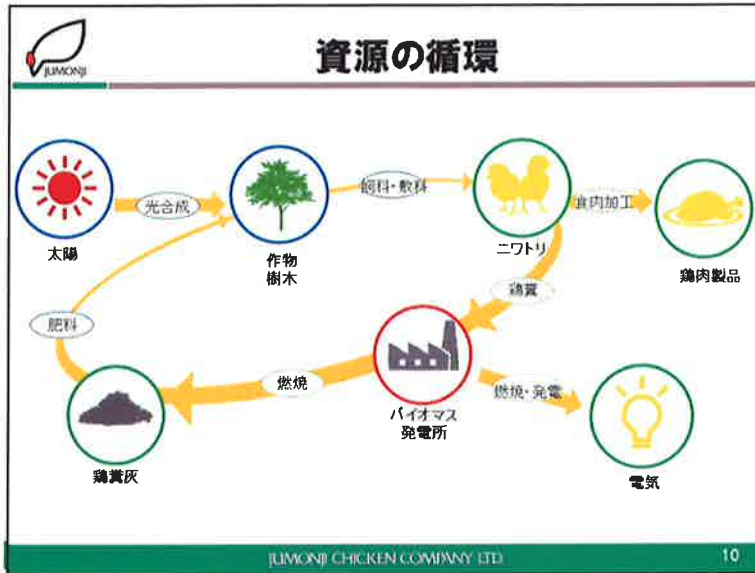 JUMONJI
資源の循環
太陽
光合成
作物
樹木
飼料・敷料
ニワトリ
食肉加工
鶏肉製品
鶏糞
バイオマス
発電所
燃焼・発電
電気
燃焼
鶏糞灰
肥料
JUMONJI CHICKEN COMPANY LTD
10